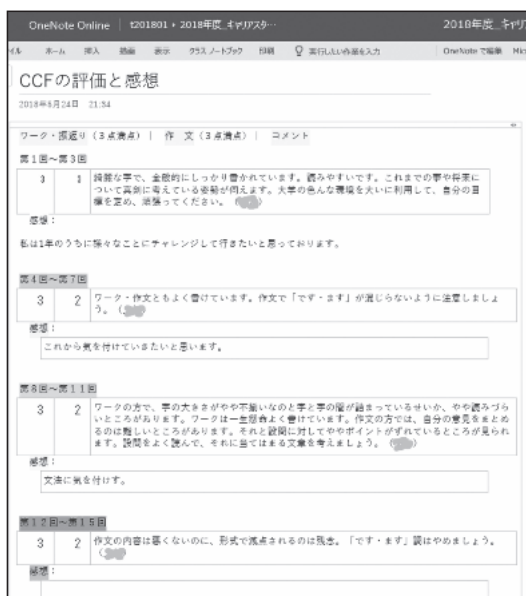 OneNote Online t201801 › 2018年度_キャリアスタ…
2018年度_キャリア
イル ホーム 挿入 描画 表示 クラス ノートブック 印刷 実行したい作業を入力 OneNote で編集 Mic
CCFの評価と感想
2018年5月24日 21:54
ワーク・振返り（3点満点）| 作 文（3点満点）| コメント
第1回～第3回
3
綺麗な字で、全般的にしっかり書かれています。読みやすいです。これまでの事や将来に
ついて真剣に考えている姿勢が伺えます。大学の色んな環境を大いに利用して、自分の目
標を定め、頑張ってください。（
感想：
私は1年のうちに様々なことにチャレンジして行きたいと思っております。
第4回～第7回
3 2 ワーク・作文ともよく書けています。作文で「です・ます」が混じらないように注意しましょ
う。（
感想：
これから気を付けていきたいと思います。
第8回～第11回
3 2 ワークの方で、字の大きさがやや不揃いなのと字と字の間が詰まっているせいか、やや読みづら
いところがあります。ワークは一生懸命よく書けています。作文の方では、自分の意見をまとめ
るのは難しいところがあります。それと設問に対してややポイントがずれているところが見られ
ます。設問をよく読んで、それに当てはまる文章を考えましょう。（ ）
感想：
文法に気を付けす。
第12回～第15回
3 2 作文の内容は悪くないのに、形式で減点されるのは残念。「です・ます」調はやめましょう。
（
感想：